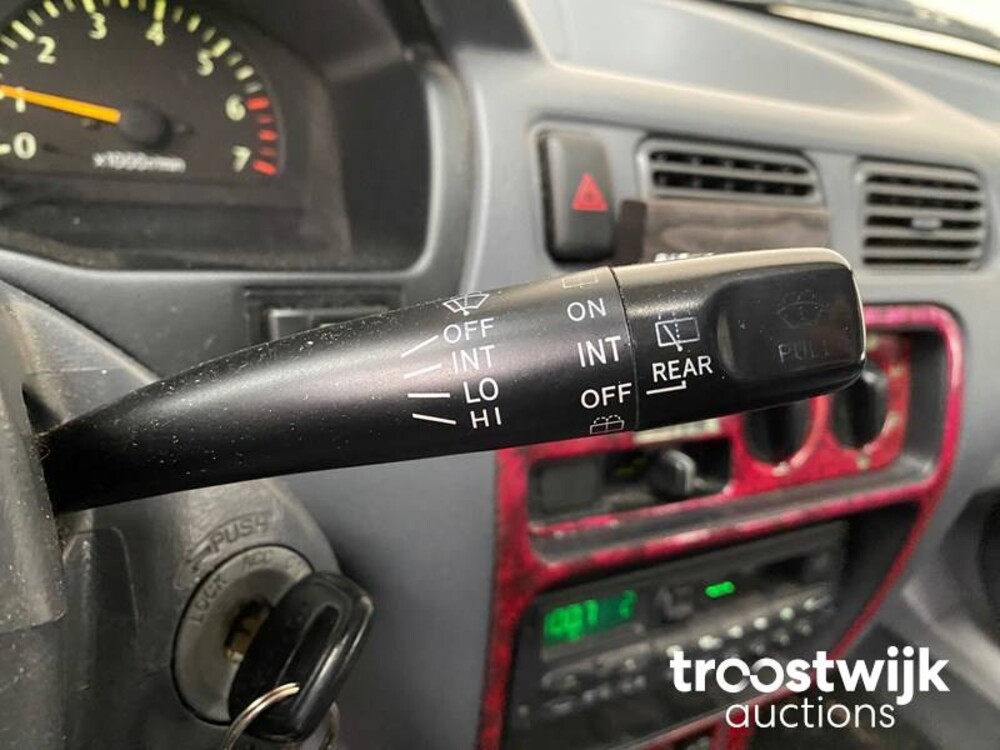 0
1
2
3
4
5
6
7
x1000r/min
OFF
INT
LO
HI
ON
INT
OFF
REAR
PULL
PUSH
LOCK ACC
troostwijk
auctions